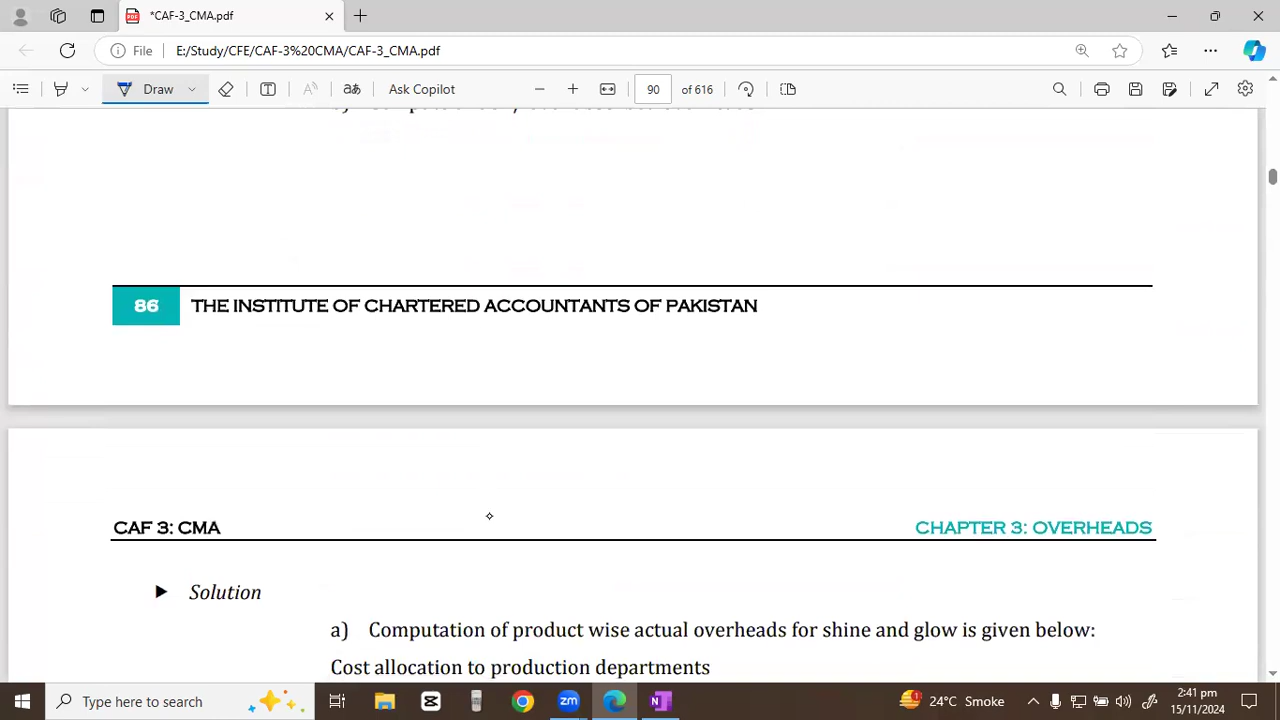 *CAF-3_CMA.pdf
File E:/Study/CFE/CAF-3%20CMA/CAF-3_CMA.pdf
Draw
Ask Copilot
90 of 616
86 THE INSTITUTE OF CHARTERED ACCOUNTANTS OF PAKISTAN
CAF 3: CMA CHAPTER 3: OVERHEADS
Solution
a) Computation of product wise actual overheads for shine and glow is given below:
Cost allocation to production departments
Type here to search
24°C Smoke
2:41 pm
15/11/2024